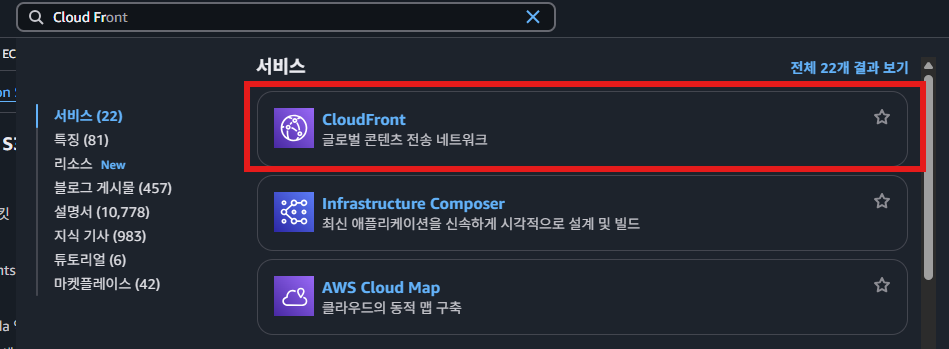 Cloud Front
EC
서비스
전체 22개 결과 보기
서비스 (22)
특징 (81)
리소스 New
블로그 게시물 (457)
설명서 (10,778)
지식 기사 (983)
튜토리얼 (6)
마켓플레이스 (42)
CloudFront
글로벌 콘텐츠 전송 네트워크
Infrastructure Composer
최신 애플리케이션을 신속하게 시각적으로 설계 및 빌드
AWS Cloud Map
클라우드의 동적 맵 구축